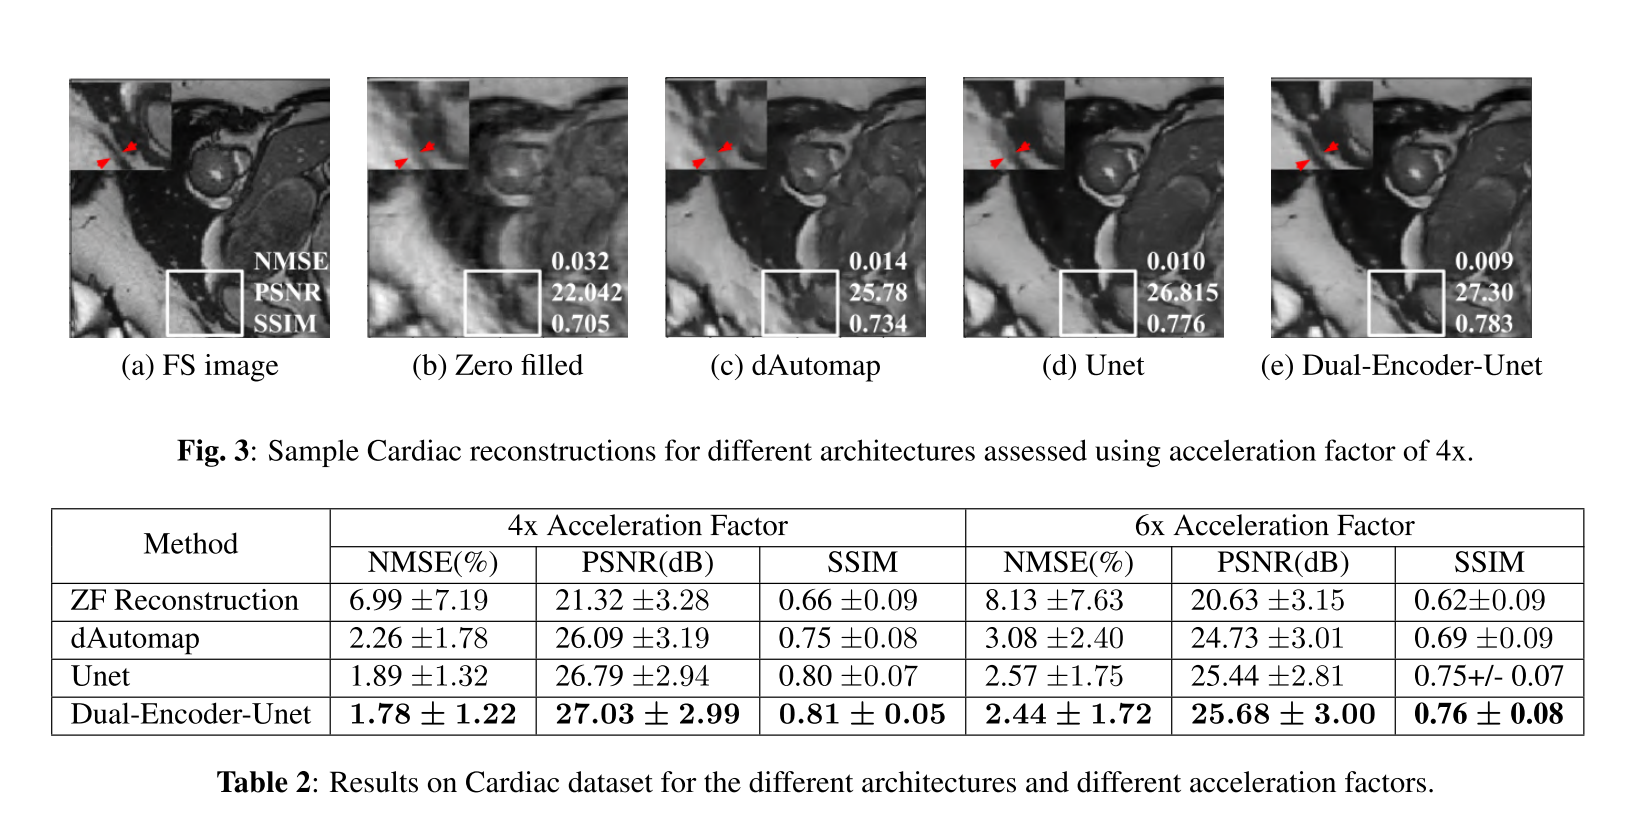 NMSE
PSNR
SSIM
0.032
22.042
0.705
0.014
25.78
0.734
0.010
26.815
0.776
0.009
27.30
0.783
(a) FS image
(b) Zero filled
(c) dAutomap
(d) Unet
(e) Dual-Encoder-Unet
Fig. 3: Sample Cardiac reconstructions for different architectures assessed using acceleration factor of 4x.
Method 4x Acceleration Factor 6x Acceleration Factor
NMSE(%) PSNR(dB) SSIM NMSE(%) PSNR(dB) SSIM
ZF Reconstruction 6.99 ±7.19 21.32 ±3.28 0.66 ±0.09 8.13 ±7.63 20.63 ±3.15 0.62±0.09
dAutomap 2.26 ±1.78 26.09 ±3.19 0.75 ±0.08 3.08 ±2.40 24.73 ±3.01 0.69 ±0.09
Unet 1.89 ±1.32 26.79 ±2.94 0.80 ±0.07 2.57 ±1.75 25.44 ±2.81 0.75+/- 0.07
Dual-Encoder-Unet 1.78 ± 1.22 27.03 ± 2.99 0.81 ± 0.05 2.44 ± 1.72 25.68 ± 3.00 0.76 ± 0.08
Table 2: Results on Cardiac dataset for the different architectures and different acceleration factors.